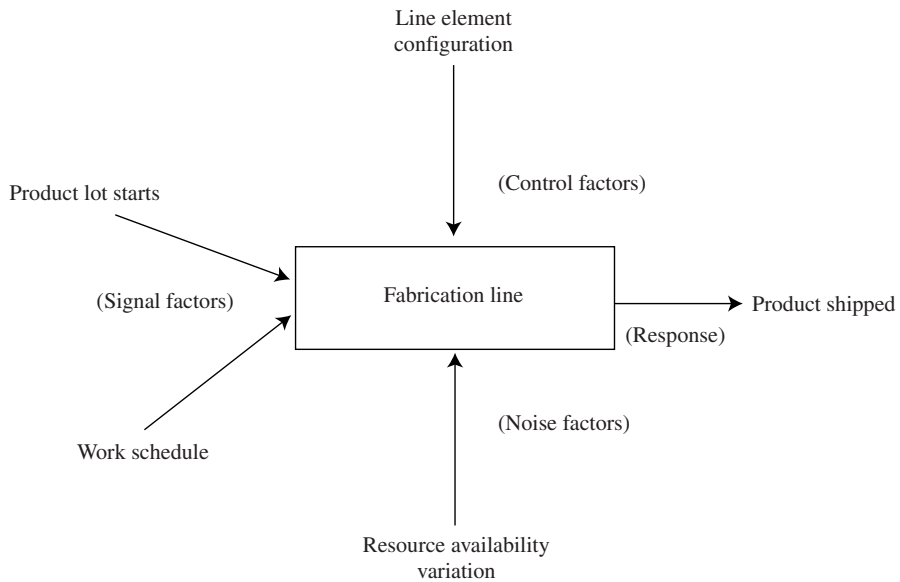 Line element
configuration
(Control factors)
Product lot starts
(Signal factors)
Fabrication line
Product shipped
(Response)
(Noise factors)
Work schedule
Resource availability
variation